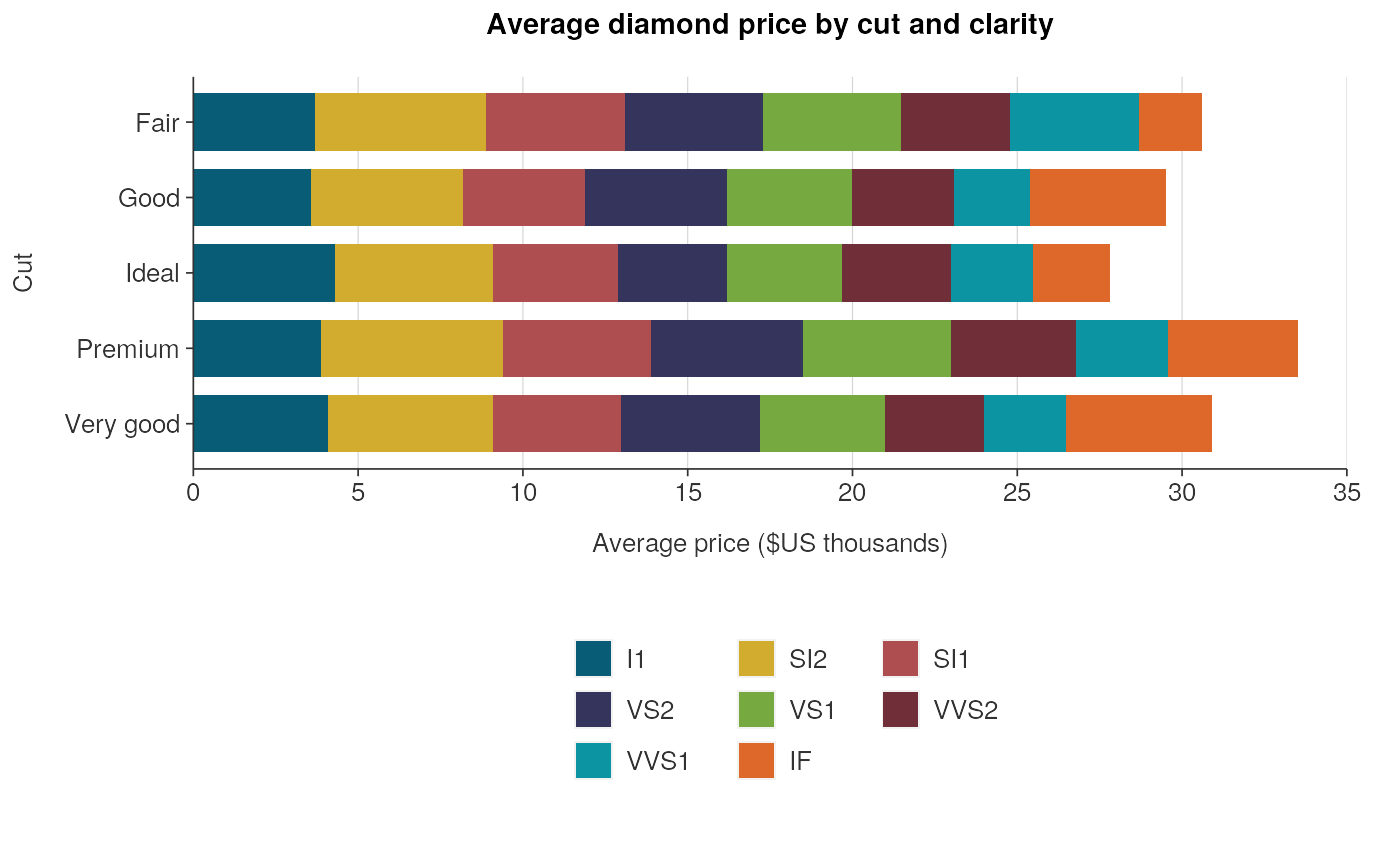 Average diamond price by cut and clarity
Cut
Fair
Good
Ideal
Premium
Very good
0 5 10 15 20 25 30 35
Average price ($US thousands)
I1 SI2 SI1
VS2 VS1 VVS2
VVS1 IF